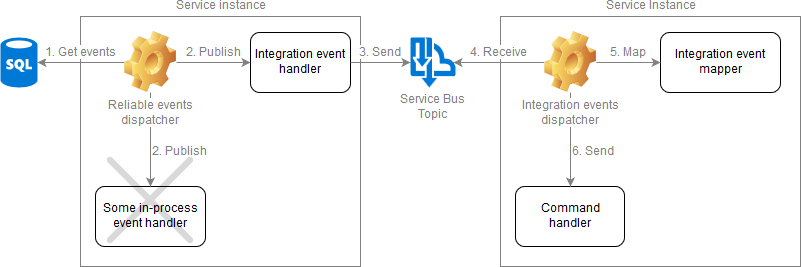 Service instance
Service Instance
1. Get events
2. Publish
Integration event
handler
3. Send
4. Receive
5. Map
Integration event
mapper
SQL
Reliable events
dispatcher
Service Bus
Topic
Integration events
dispatcher
2. Publish
6. Send
Some in-process
event handler
Command
handler